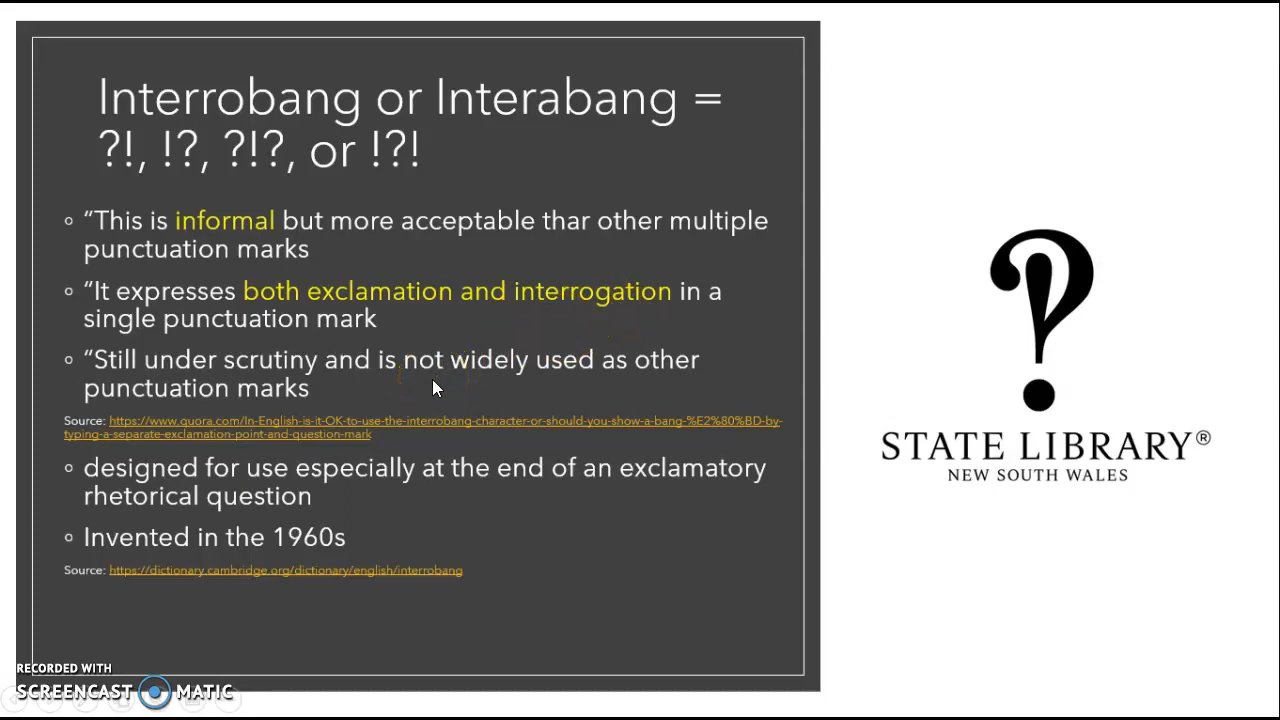 Interrobang or Interabang =
?!, !?, ?!?, or !?!
“This is informal but more acceptable thar other multiple
punctuation marks
“It expresses both exclamation and interrogation in a
single punctuation mark
“Still under scrutiny and is not widely used as other
punctuation marks
Source: https://www.quora.com/In-English-is-it-OK-to-use-the-interrobang-character-or-should-you-show-a-bang-%E2%80%BD-by-
typing-a-separate-exclamation-point-and-question-mark
designed for use especially at the end of an exclamatory
rhetorical question
Invented in the 1960s
Source: https://dictionary.cambridge.org/dictionary/english/interrobang
STATE LIBRARY®
NEW SOUTH WALES
RECORDED WITH
SCREENCAST MATIC